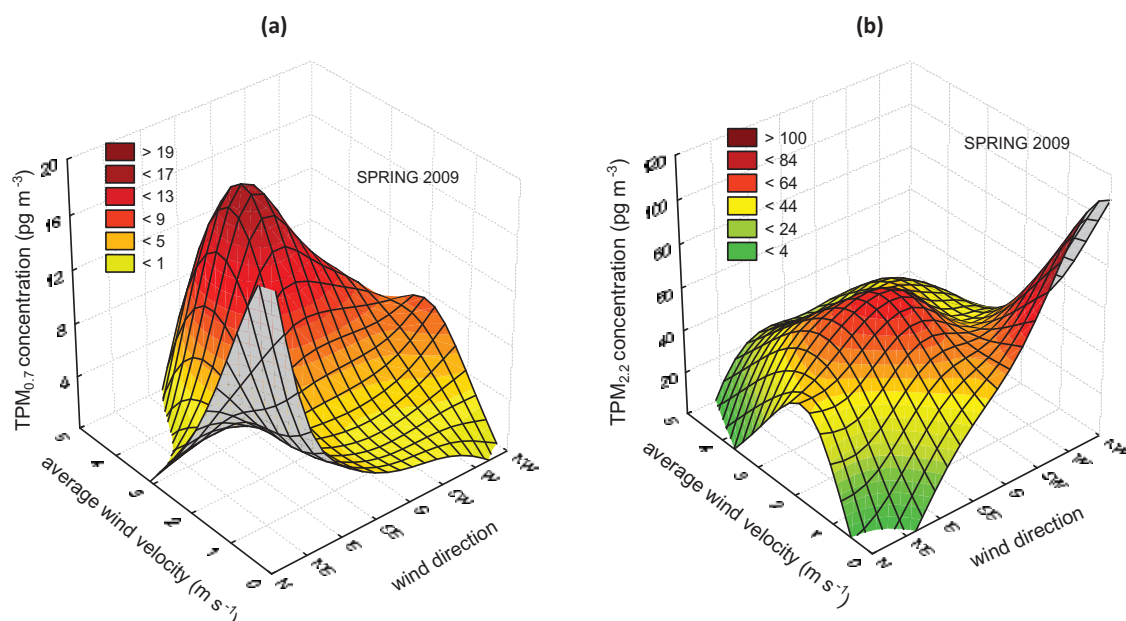 (a)
TPM0.7 concentration (pg m-3)
20
16
12
8
4
> 19
< 17
< 13
< 9
< 5
< 1
SPRING 2009
5
4
3
2
1
0
average wind velocity (m s-1)
N
NE
E
SE
S
SW
W
NW
wind direction
(b)
TPM2.2 concentration (pg m-3)
120
100
80
60
40
20
> 100
< 84
< 64
< 44
< 24
< 4
SPRING 2009
5
4
3
2
1
0
average wind velocity (m s-1)
N
NE
E
SE
S
SW
W
NW
wind direction